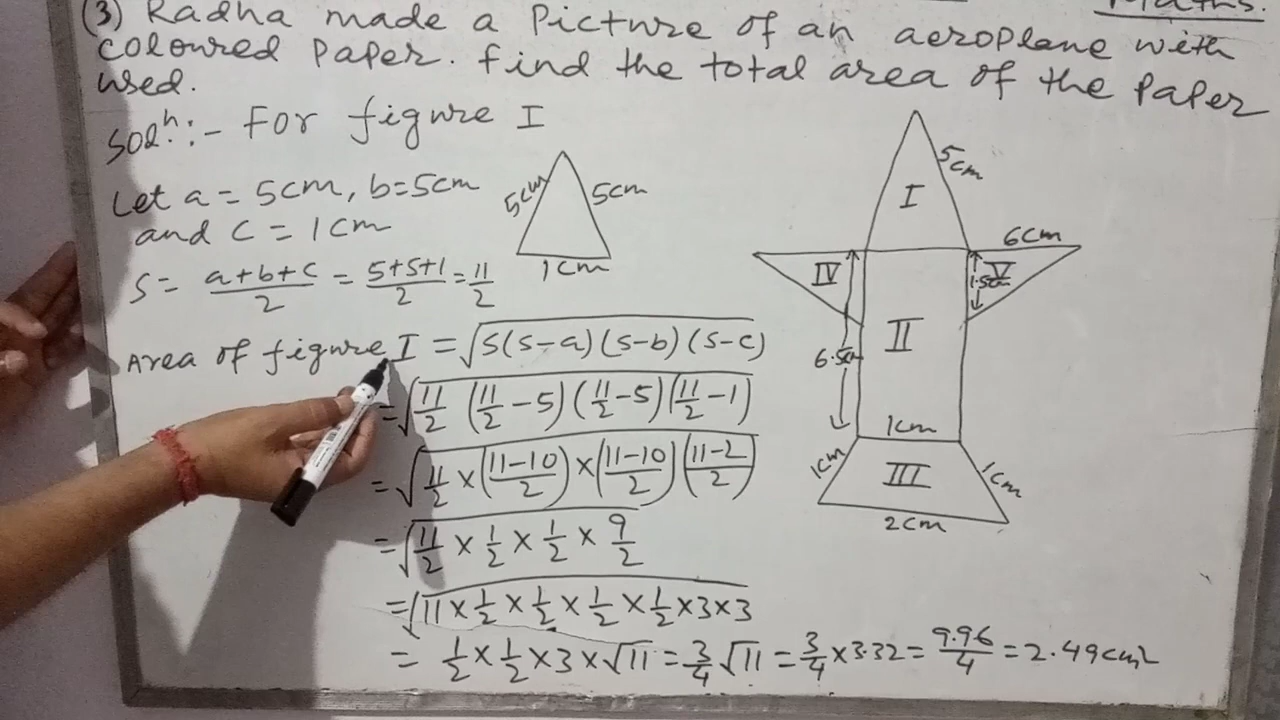 (3) Radha made a Picture of an aeroplane with
coloured Paper. find the total area of the Paper
used.
Solⁿ:- For figure I
Let a = 5cm, b=5cm
and c = 1cm
S = a+b+c/2 = 5+5+1/2 = 11/2
5cm 5cm
1cm
Area of figure I = √S(S-a)(S-b)(S-c)
= √11/2 (11/2 - 5)(11/2 - 5)(11/2 - 1)
= √11/2 × (11-10/2) × (11-10/2)(11-2/2)
= √11/2 × 1/2 × 1/2 × 9/2
= √11 × 1/2 × 1/2 × 1/2 × 1/2 × 3 × 3
= 1/2 × 1/2 × 3 × √11 = 3/4 √11 = 3/4 × 3.32 = 9.96/4 = 2.49cm²
5cm
I
6cm
IV V
1.5cm
II
6.5cm
1cm
1cm III 1cm
2cm